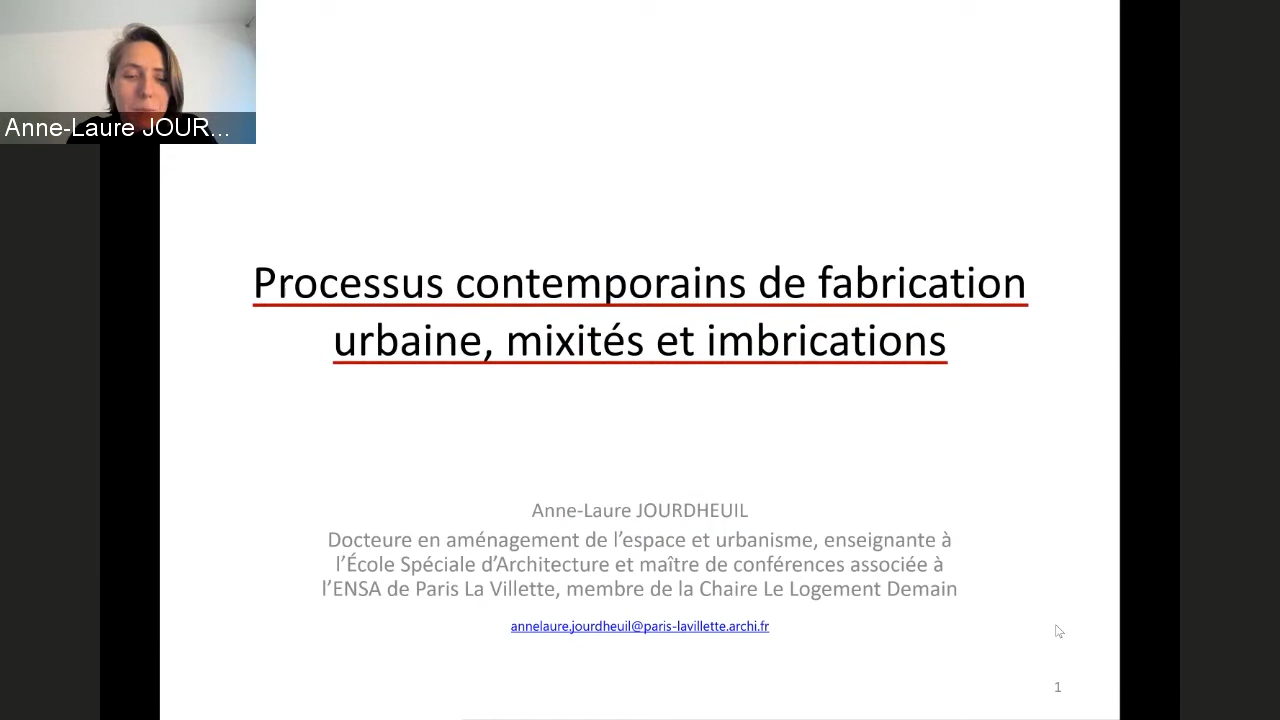 Anne-Laure JOUR...
Processus contemporains de fabrication
urbaine, mixités et imbrications
Anne-Laure JOURDHEUIL
Docteure en aménagement de l'espace et urbanisme, enseignante à
l'École Spéciale d'Architecture et maître de conférences associée à
l'ENSA de Paris La Villette, membre de la Chaire Le Logement Demain
annelaure.jourdheuil@paris-lavillette.archi.fr
1